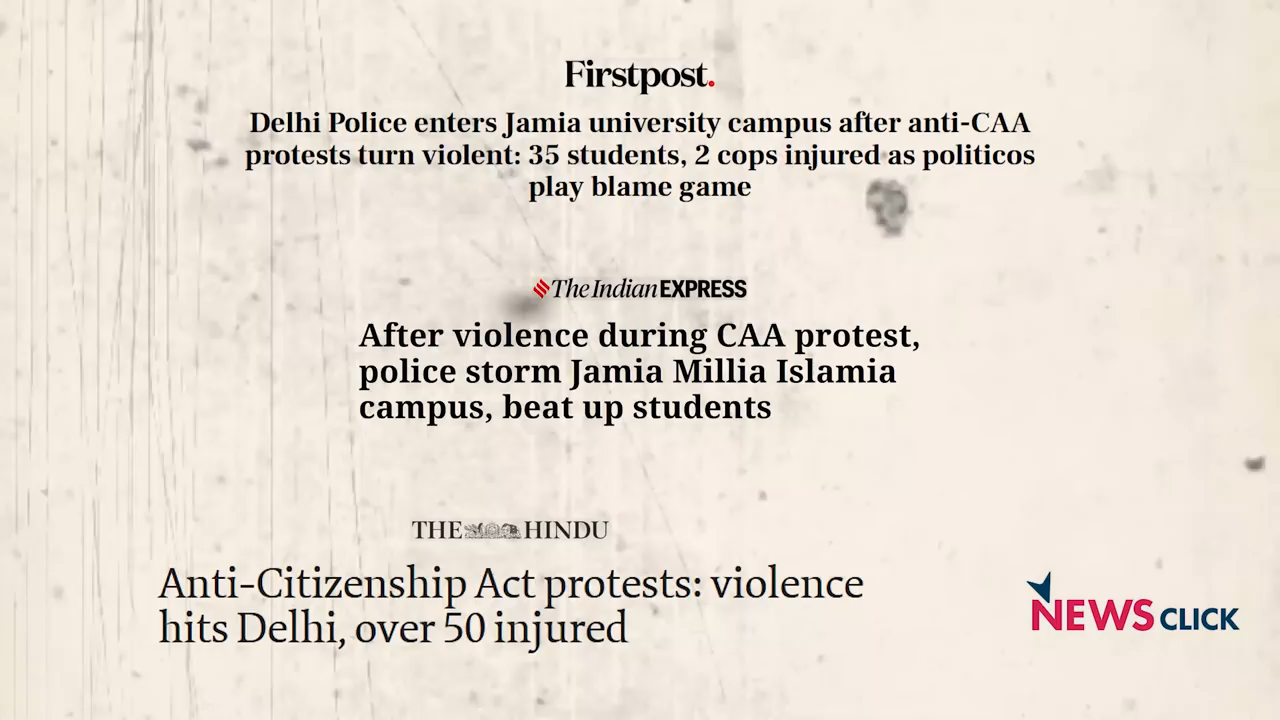 Firstpost.
Delhi Police enters Jamia university campus after anti-CAA
protests turn violent: 35 students, 2 cops injured as politicos
play blame game
The Indian EXPRESS
After violence during CAA protest,
police storm Jamia Millia Islamia
campus, beat up students
THE HINDU
Anti-Citizenship Act protests: violence
hits Delhi, over 50 injured
NEWSCLICK